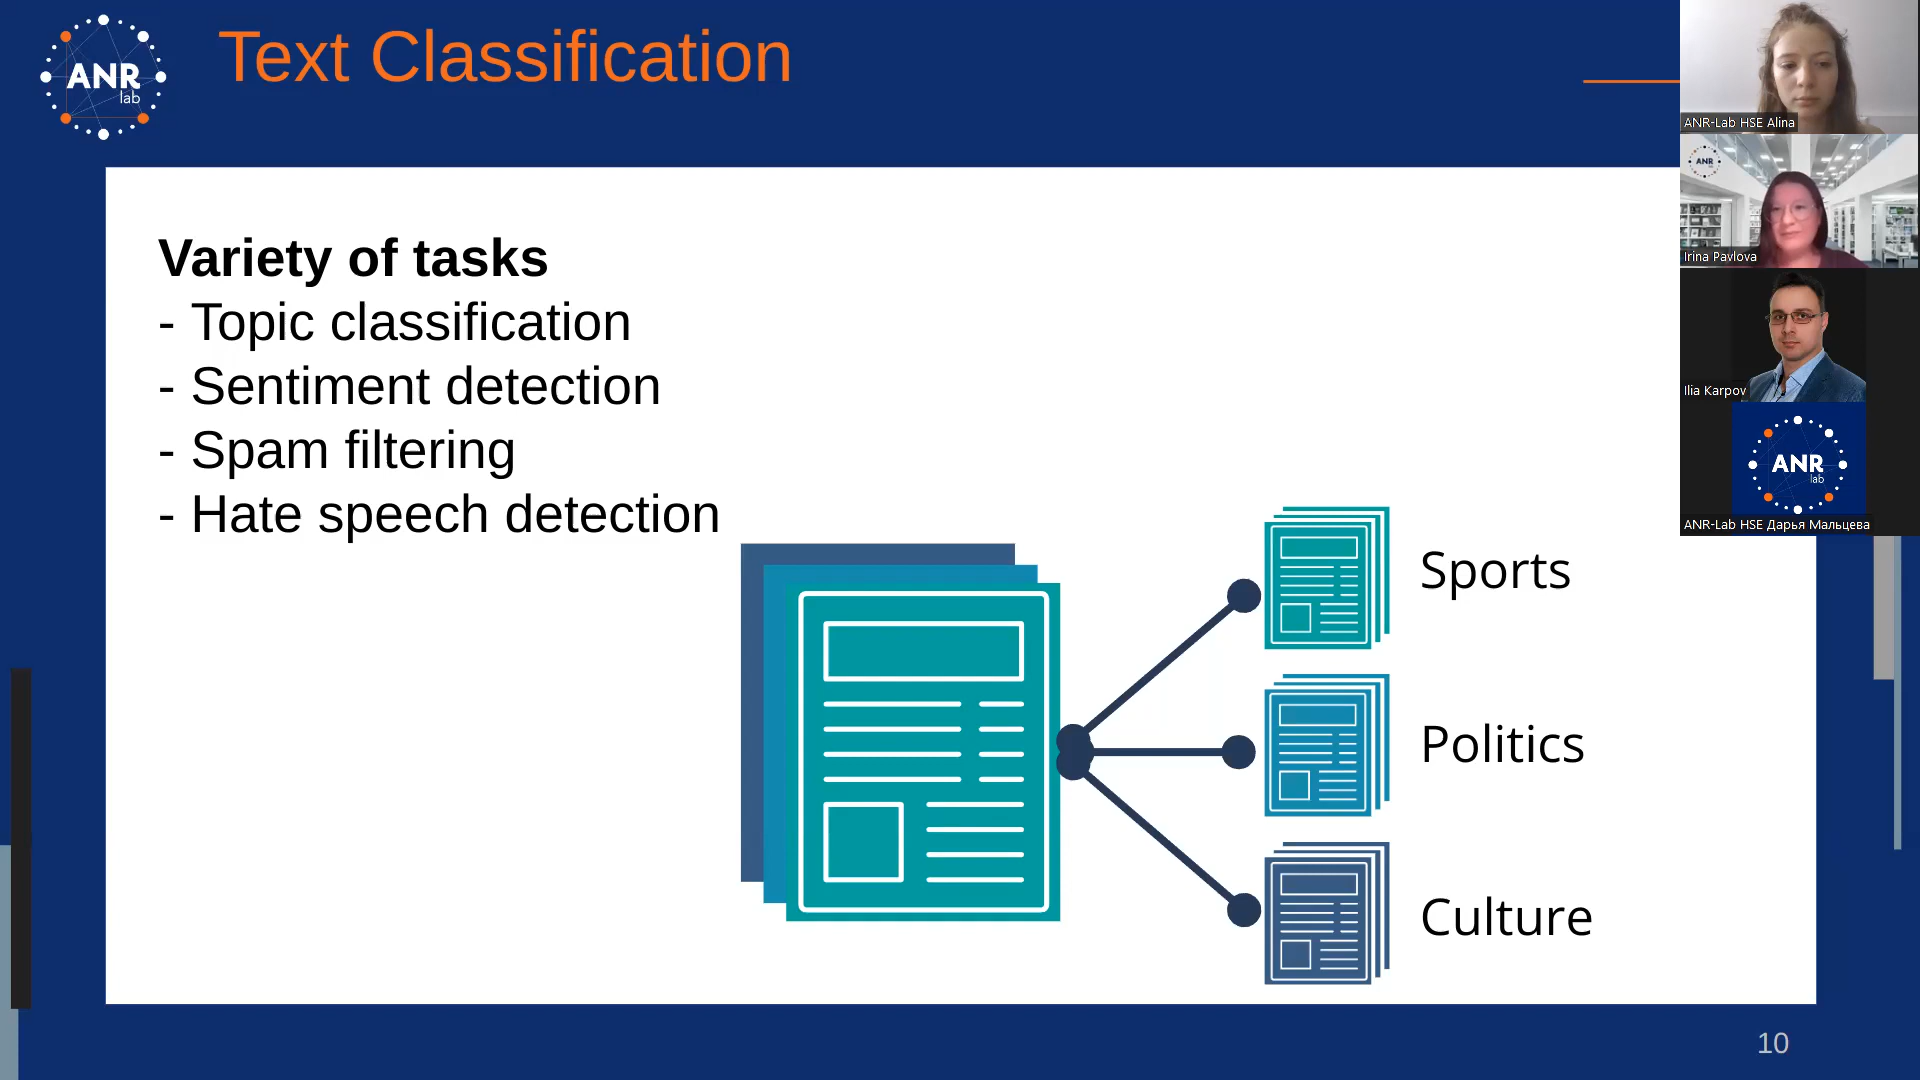 ANR
lab
Text Classification
Variety of tasks
- Topic classification
- Sentiment detection
- Spam filtering
- Hate speech detection
Sports
Politics
Culture
10
ANR-Lab HSE Alina
ANR
Irina Pavlova
Ilia Karpov
ANR
lab
ANR-Lab HSE Дарья Мальцева